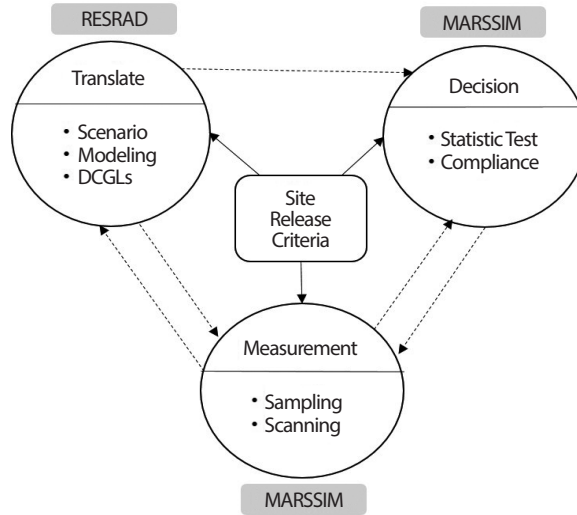 RESRAD
MARSSIM
Translate
• Scenario
• Modeling
• DCGLs
Decision
• Statistic Test
• Compliance
Site
Release
Criteria
Measurement
• Sampling
• Scanning
MARSSIM